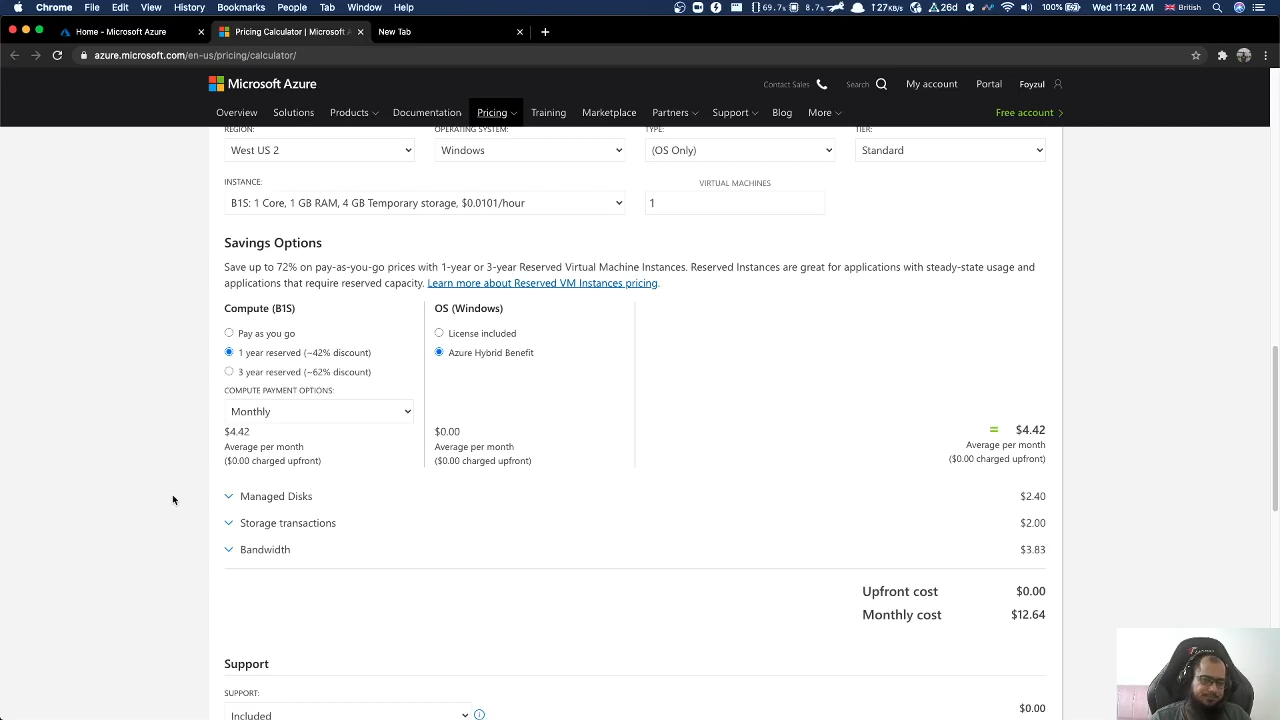 Chrome File Edit View History Bookmarks People Tab Window Help 69.7% 8.7% 127KB/s 26d 100% Wed 11:42 AM British
Home - Microsoft Azure
Pricing Calculator | Microsoft A
New Tab
azure.microsoft.com/en-us/pricing/calculator/
Microsoft Azure
Contact Sales Search My account Portal Foyzul
Overview Solutions Products Documentation Pricing Training Marketplace Partners Support Blog More Free account
REGION: OPERATING SYSTEM: TYPE: TIER:
West US 2 Windows (OS Only) Standard
INSTANCE: VIRTUAL MACHINES
B1S: 1 Core, 1 GB RAM, 4 GB Temporary storage, $0.0101/hour 1
Savings Options
Save up to 72% on pay-as-you-go prices with 1-year or 3-year Reserved Virtual Machine Instances. Reserved Instances are great for applications with steady-state usage and
applications that require reserved capacity. Learn more about Reserved VM Instances pricing.
Compute (B1S) OS (Windows)
Pay as you go License included
1 year reserved (~42% discount) Azure Hybrid Benefit
3 year reserved (~62% discount)
COMPUTE PAYMENT OPTIONS:
Monthly
$4.42 $0.00 = $4.42
Average per month Average per month Average per month
($0.00 charged upfront) ($0.00 charged upfront) ($0.00 charged upfront)
Managed Disks $2.40
Storage transactions $2.00
Bandwidth $3.83
Upfront cost $0.00
Monthly cost $12.64
Support
SUPPORT:
Included $0.00